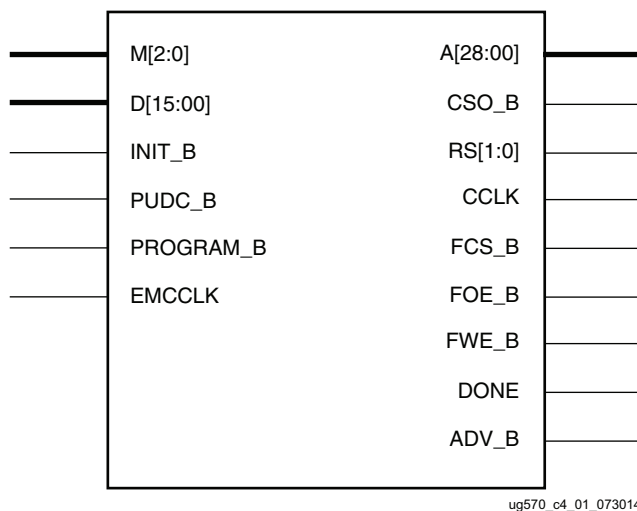 M[2:0]
D[15:00]
INIT_B
PUDC_B
PROGRAM_B
EMCCLK
A[28:00]
CSO_B
RS[1:0]
CCLK
FCS_B
FOE_B
FWE_B
DONE
ADV_B
ug570_c4_01_073014